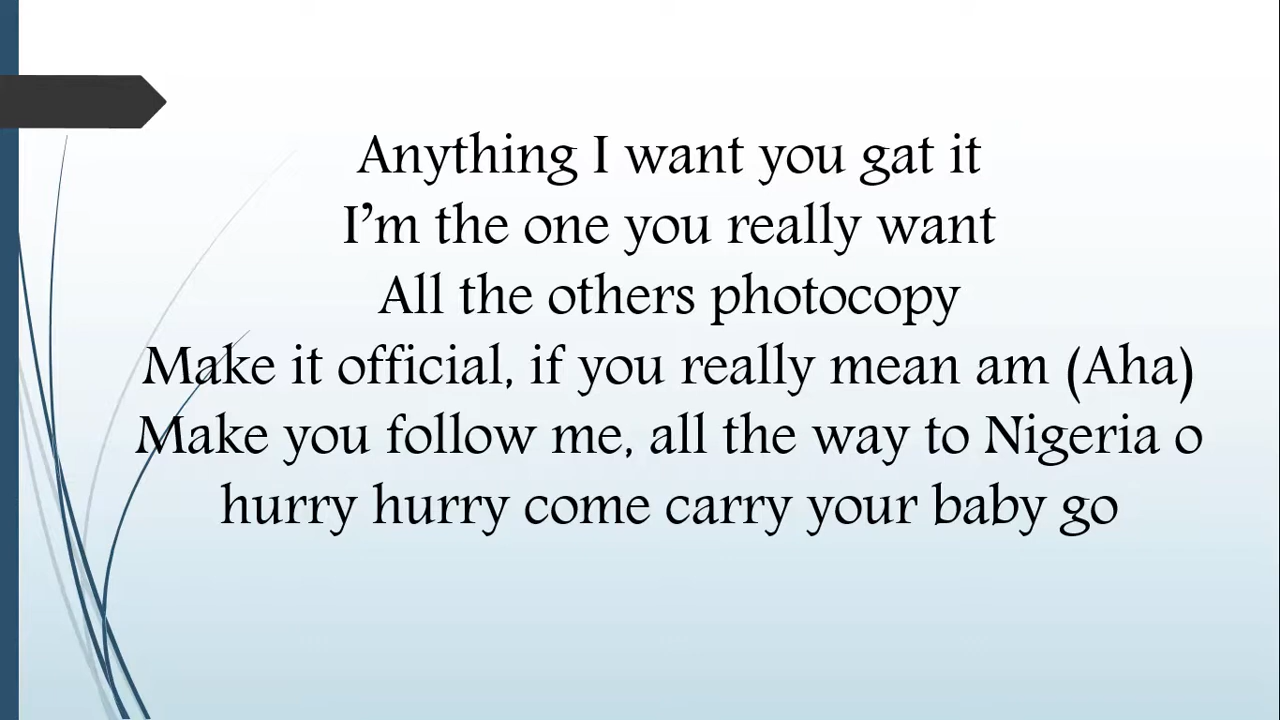 Anything I want you gat it
I’m the one you really want
All the others photocopy
Make it official, if you really mean am (Aha)
Make you follow me, all the way to Nigeria o
hurry hurry come carry your baby go